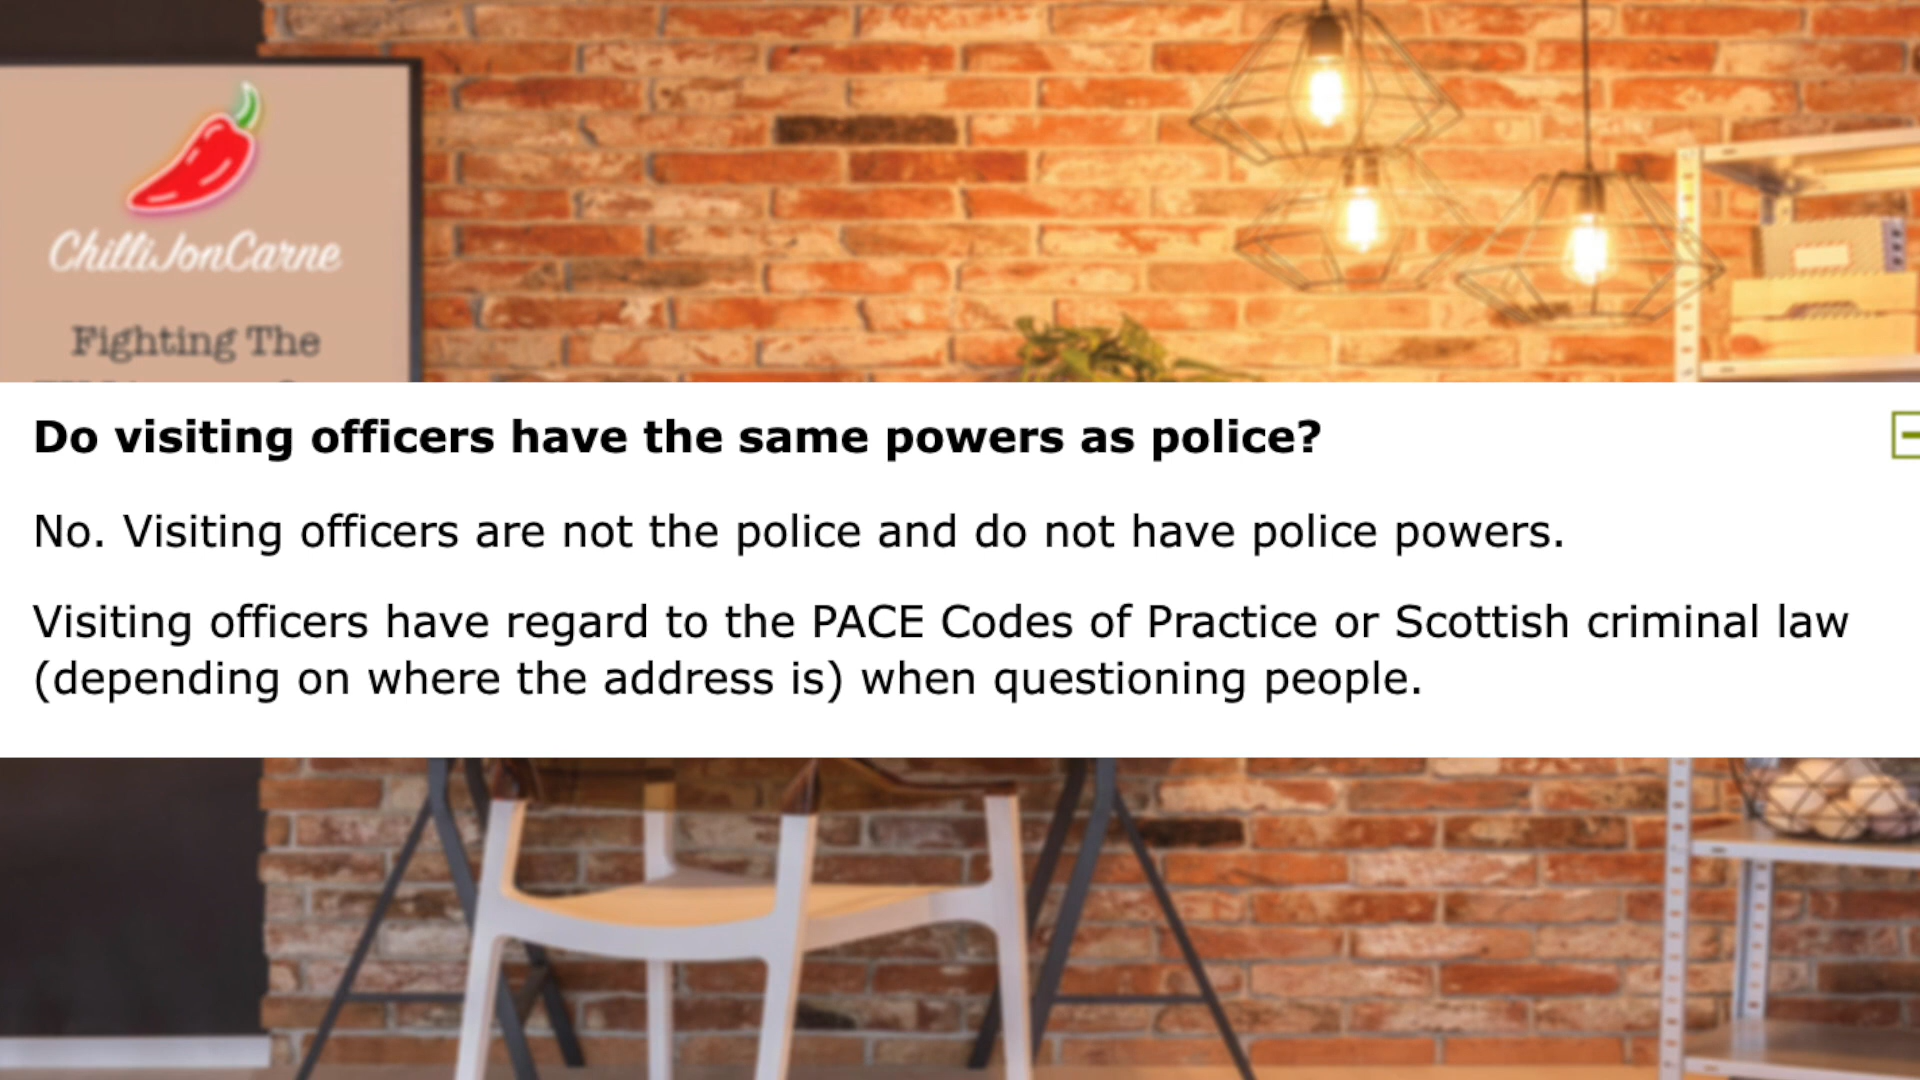 ChilliJonCarne
Fighting The
Do visiting officers have the same powers as police?
No. Visiting officers are not the police and do not have police powers.
Visiting officers have regard to the PACE Codes of Practice or Scottish criminal law
(depending on where the address is) when questioning people.